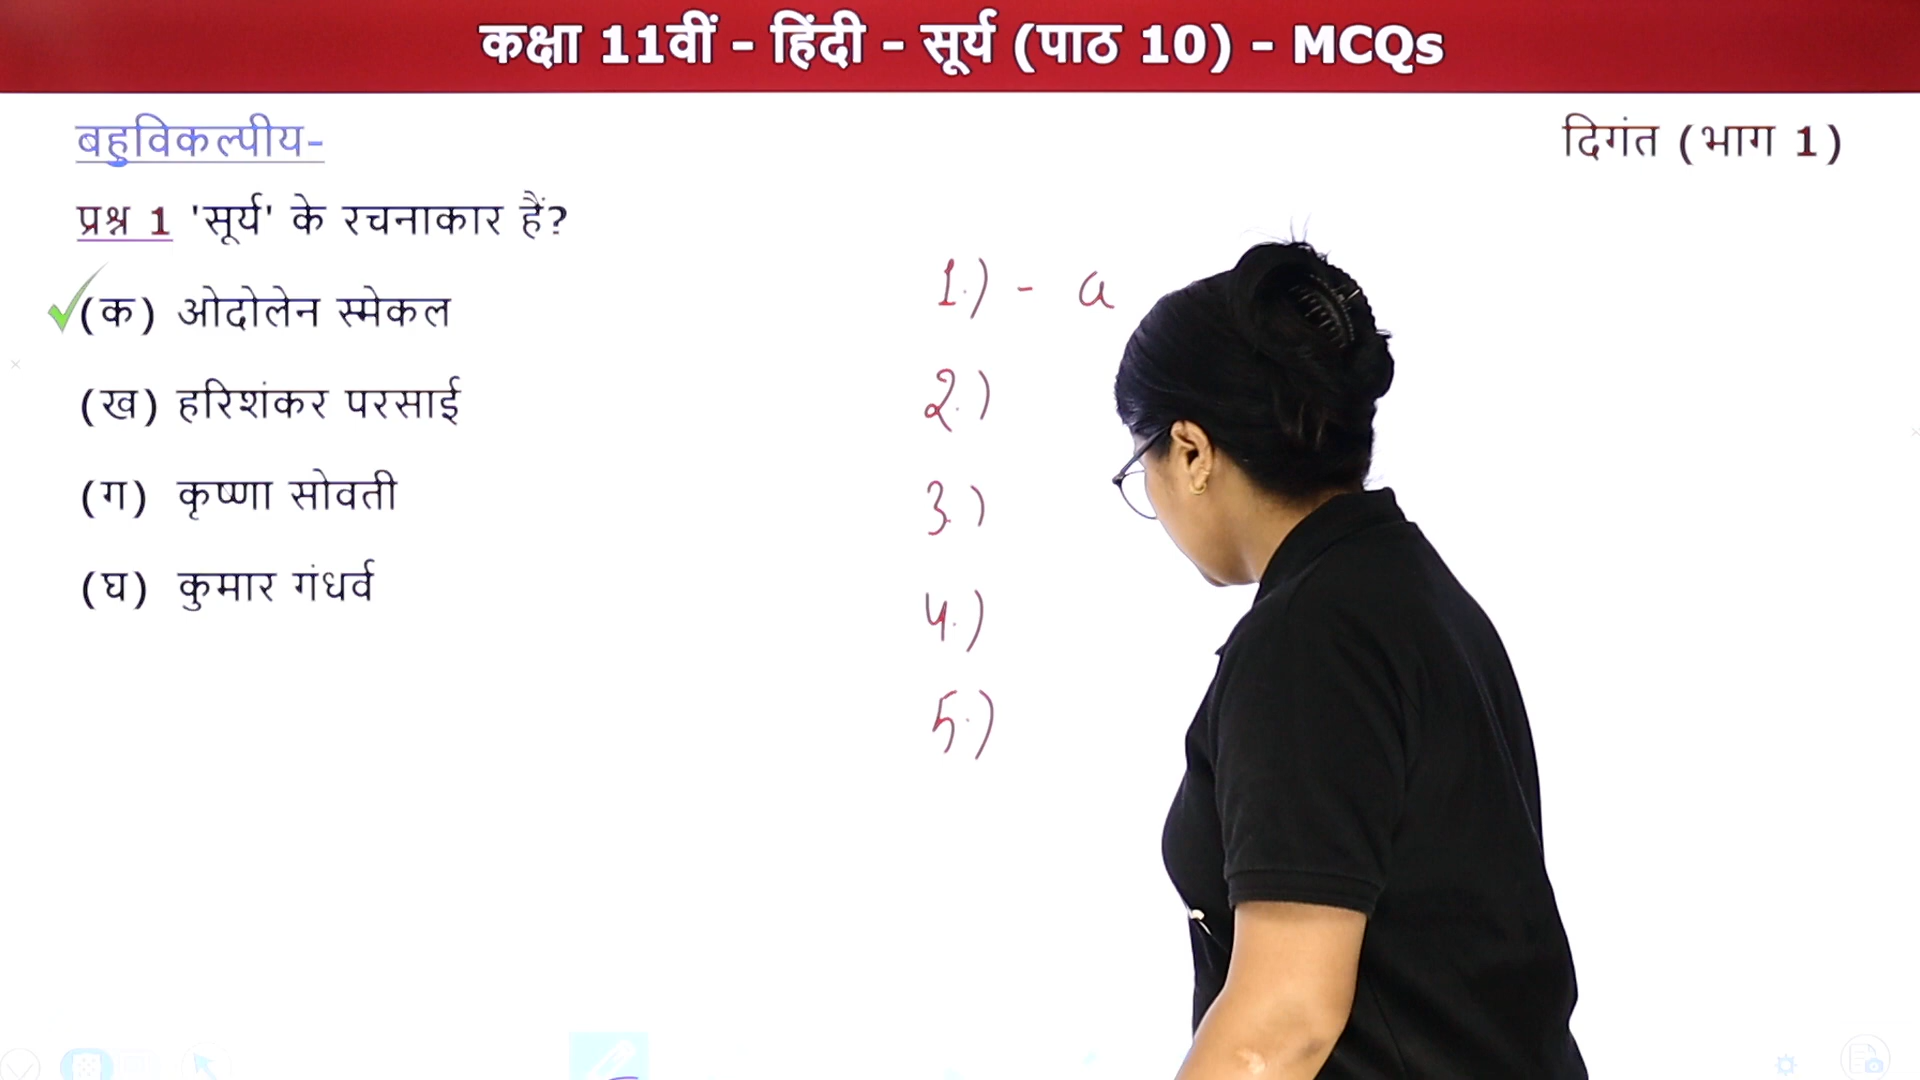 कक्षा 11वीं - हिंदी - सूर्य (पाठ 10) - MCQs
बहुविकल्पीय-
दिगंत (भाग 1)
प्रश्न 1 'सूर्य' के रचनाकार हैं?
(क) ओदोलेन स्मेकल
(ख) हरिशंकर परसाई
(ग) कृष्णा सोवती
(घ) कुमार गंधर्व
1.) - a
2.)
3.)
4.)
5.)